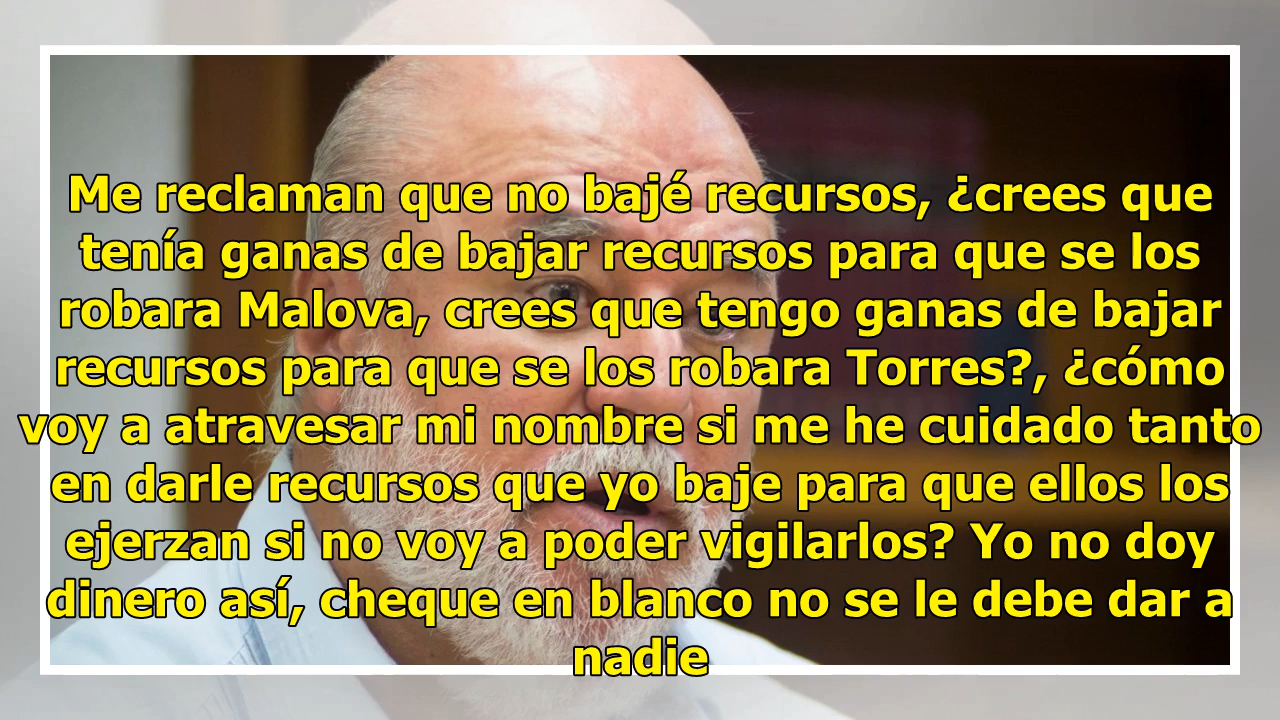 Me reclaman que no bajé recursos, ¿crees que
tenía ganas de bajar recursos para que se los
robara Malova, crees que tengo ganas de bajar
recursos para que se los robara Torres?, ¿cómo
voy a atravesar mi nombre si me he cuidado tanto
en darle recursos que yo baje para que ellos los
ejerzan si no voy a poder vigilarlos? Yo no doy
dinero así, cheque en blanco no se le debe dar a
nadie